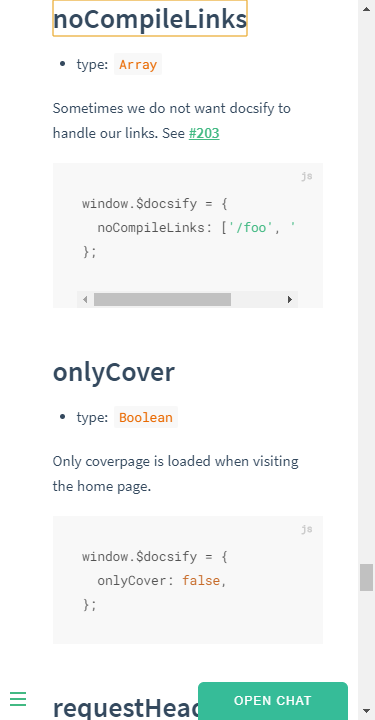 noCompileLinks
type: Array
Sometimes we do not want docsify to
handle our links. See #203
js
window.$docsify = {
noCompileLinks: ['/foo', '
};
onlyCover
type: Boolean
Only coverpage is loaded when visiting
the home page.
js
window.$docsify = {
onlyCover: false,
};
OPEN CHAT